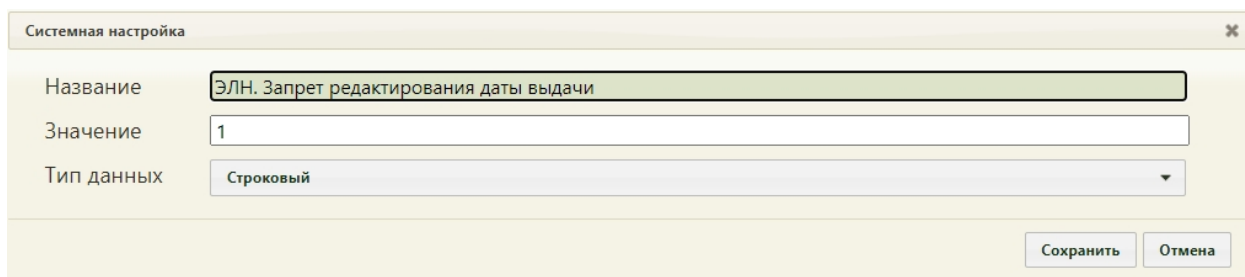 Системная настройка
Название
ЭЛН. Запрет редактирования даты выдачи
Значение
1
Тип данных
Строковый
Сохранить
Отмена